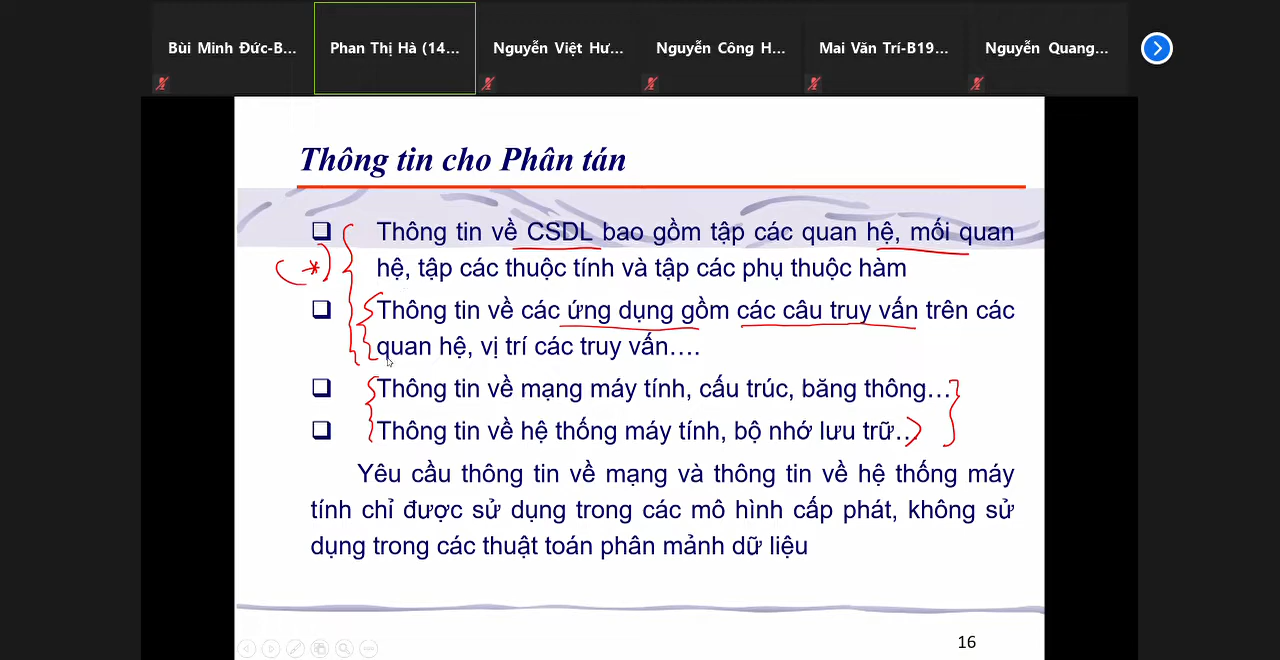 Bùi Minh Đức-B...
Phan Thị Hà (14...
Nguyễn Việt Hư...
Nguyễn Công H...
Mai Văn Trí-B19...
Nguyễn Quang...
Thông tin cho Phân tán
Thông tin về CSDL bao gồm tập các quan hệ, mối quan
hệ, tập các thuộc tính và tập các phụ thuộc hàm
(*)
Thông tin về các ứng dụng gồm các câu truy vấn trên các
quan hệ, vị trí các truy vấn….
Thông tin về mạng máy tính, cấu trúc, băng thông…
Thông tin về hệ thống máy tính, bộ nhớ lưu trữ…
Yêu cầu thông tin về mạng và thông tin về hệ thống máy
tính chỉ được sử dụng trong các mô hình cấp phát, không sử
dụng trong các thuật toán phân mảnh dữ liệu
16